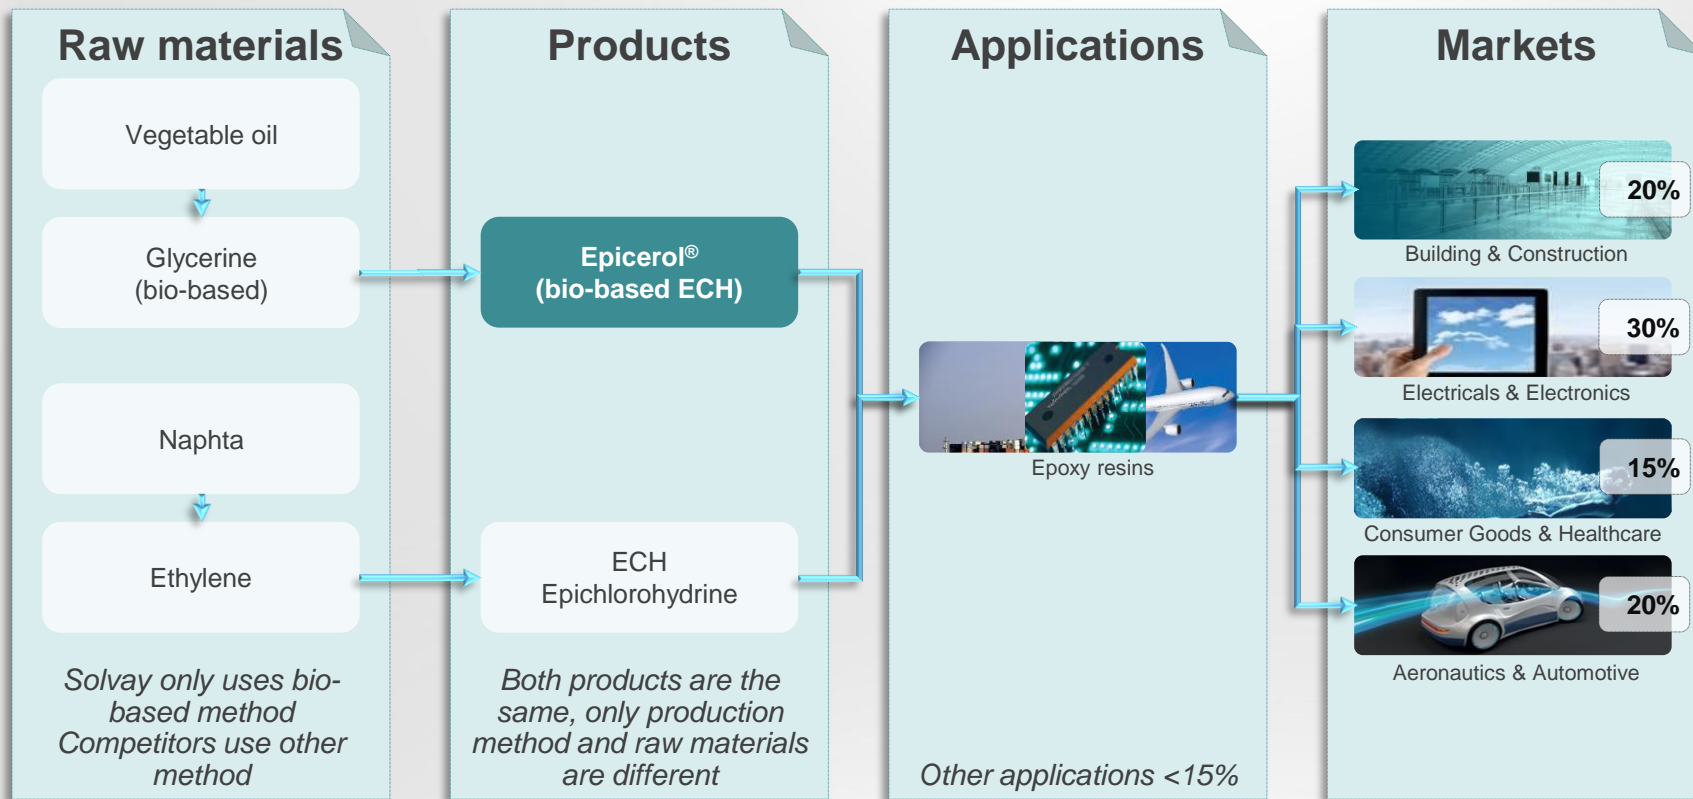 Raw materials
Vegetable oil
Glycerine
(bio-based)
Naphta
Ethylene
Solvay only uses bio-
based method
Competitors use other
method
Products
Epicerol®
(bio-based ECH)
ECH
Epichlorohydrine
Both products are the
same, only production
method and raw materials
are different
Applications
Epoxy resins
Other applications <15%
Markets
20%
Building & Construction
30%
Electricals & Electronics
15%
Consumer Goods & Healthcare
20%
Aeronautics & Automotive